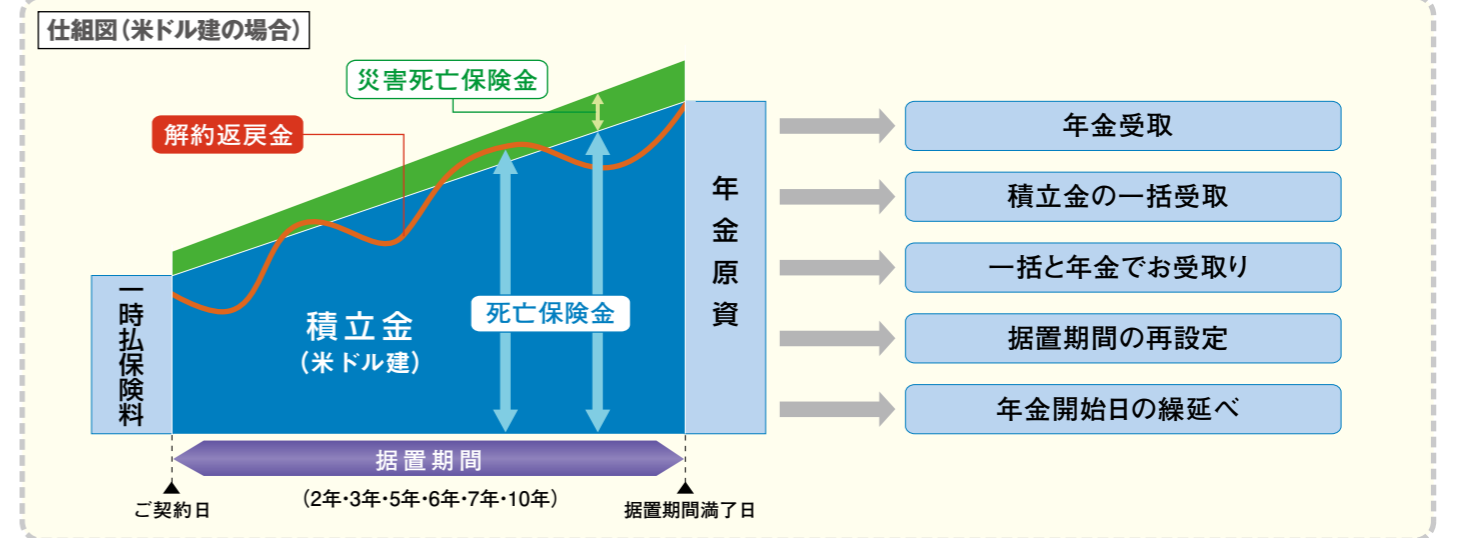 仕組図（米ドル建の場合）
災害死亡保険金
解約返戻金
一時払保険料
積立金
（米ドル建）
死亡保険金
年金原資
年金受取
積立金の一括受取
一括と年金でお受取り
据置期間の再設定
年金開始日の繰延べ
据置期間
（2年・3年・5年・6年・7年・10年）
ご契約日
据置期間満了日